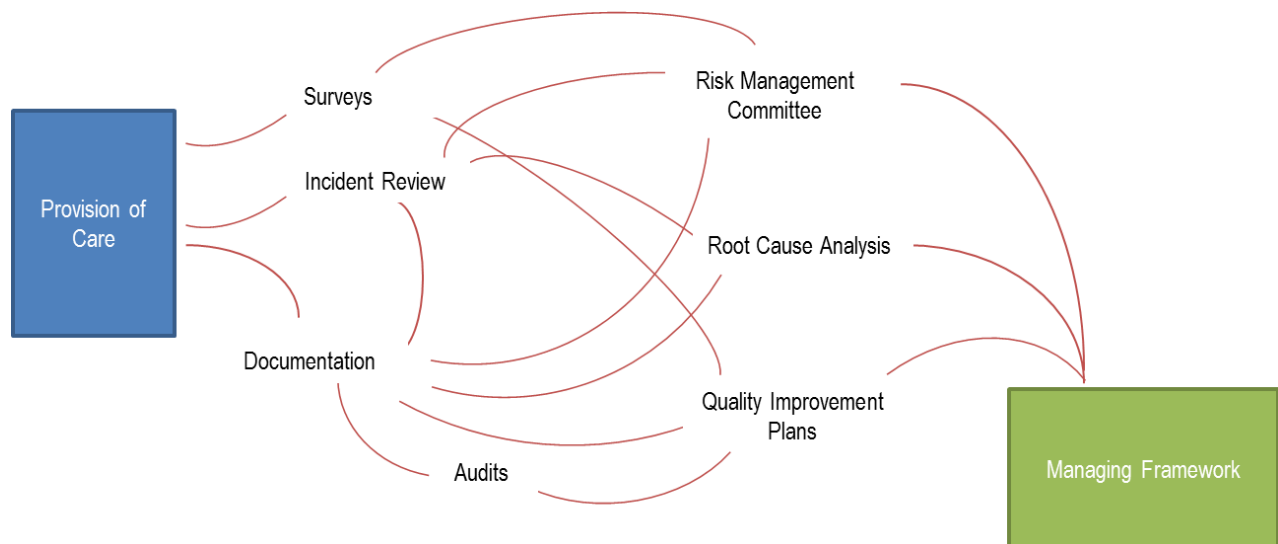 Surveys
Risk Management
Committee
Incident Review
Provision of
Care
Root Cause Analysis
Documentation
Quality Improvement
Plans
Audits
Managing Framework